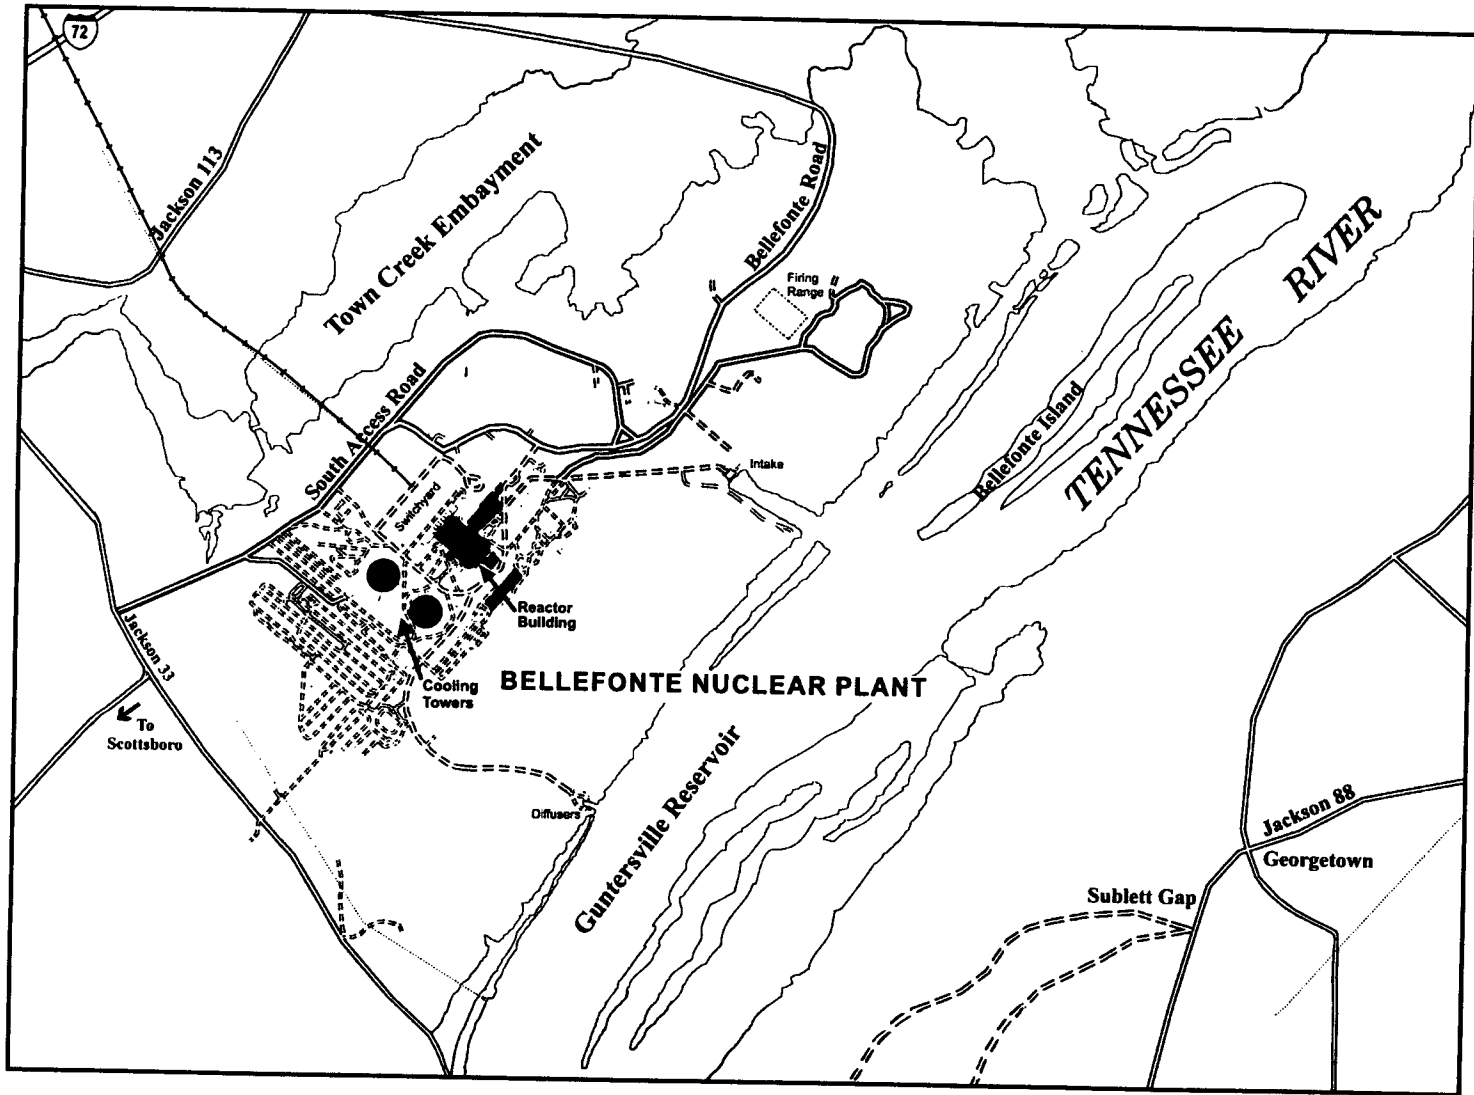 72
Jackson 113
Town Creek Embayment
Bellefonte Road
Firing
Range
TENNESSEE RIVER
Bellefonte Island
South Access Road
Switchyard
Intake
Reactor
Building
Jackson 33
Cooling
Towers
BELLEFONTE NUCLEAR PLANT
To
Scottsboro
Guntersville Reservoir
Diffusers
Jackson 88
Georgetown
Sublett Gap